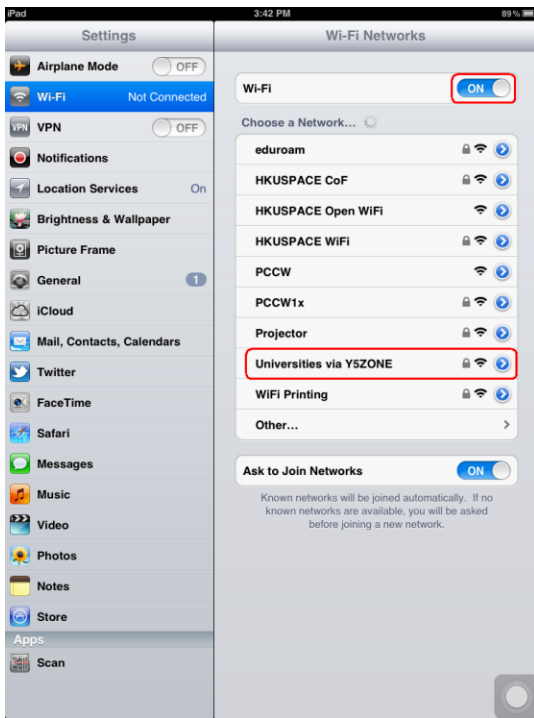 iPad 3:42 PM 89%
Settings
Airplane Mode OFF
Wi-Fi Not Connected
VPN VPN OFF
Notifications
Location Services On
Brightness & Wallpaper
Picture Frame
General 1
iCloud
Mail, Contacts, Calendars
Twitter
FaceTime
Safari
Messages
Music
Video
Photos
Notes
Store
Apps
Scan
Wi-Fi Networks
Wi-Fi ON
Choose a Network...
eduroam
HKUSPACE CoF
HKUSPACE Open WiFi
HKUSPACE WiFi
PCCW
PCCW1x
Projector
Universities via Y5ZONE
WiFi Printing
Other...
Ask to Join Networks ON
Known networks will be joined automatically. If no
known networks are available, you will be asked
before joining a new network.